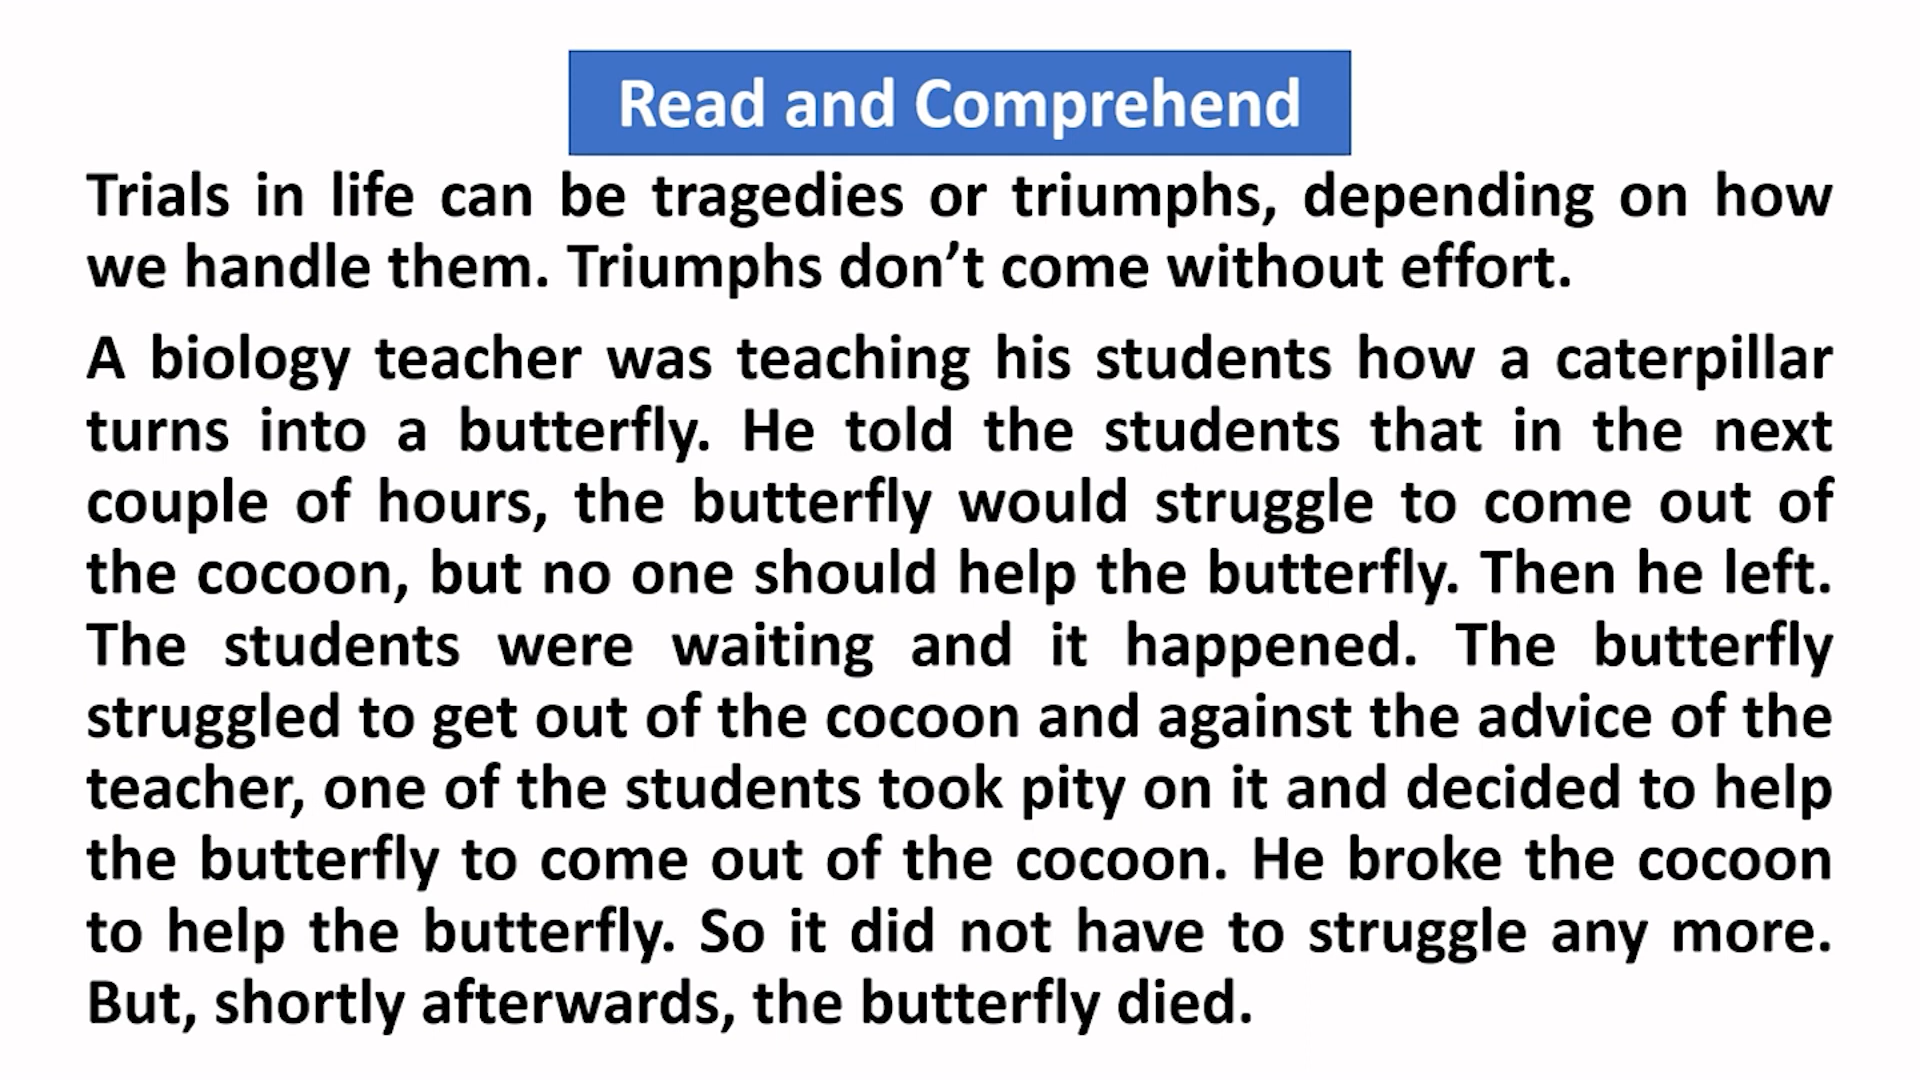 Read and Comprehend
Trials in life can be tragedies or triumphs, depending on how
we handle them. Triumphs don’t come without effort.
A biology teacher was teaching his students how a caterpillar
turns into a butterfly. He told the students that in the next
couple of hours, the butterfly would struggle to come out of
the cocoon, but no one should help the butterfly. Then he left.
The students were waiting and it happened. The butterfly
struggled to get out of the cocoon and against the advice of the
teacher, one of the students took pity on it and decided to help
the butterfly to come out of the cocoon. He broke the cocoon
to help the butterfly. So it did not have to struggle any more.
But, shortly afterwards, the butterfly died.